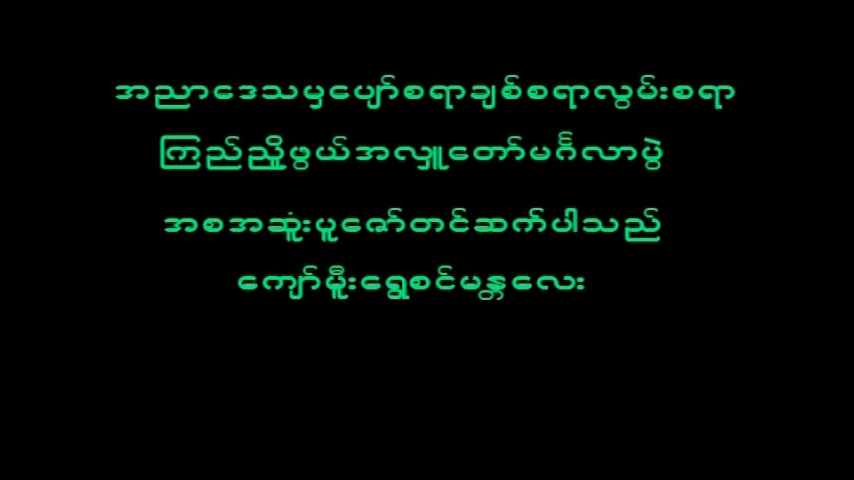 အညာဒေသမှပျော်စရာချစ်စရာလွမ်းစရာ
ကြည်ညိူဖွယ်အလှူတော်မင်္ဂလာပွဲ
အစအဆုံးပူဇော်တင်ဆက်ပါသည်
ကျော်မိူးရွှေစင်မန္တလေး